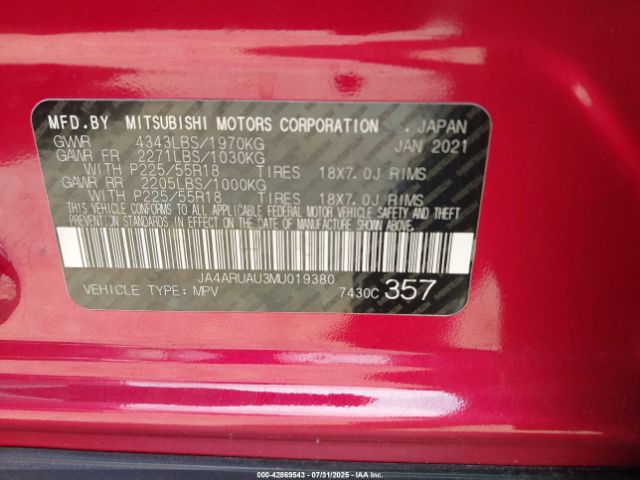 MFD.BY MITSUBISHI MOTORS CORPORATION . JAPAN
GVWR 4343LBS/1970KG JAN 2021
GAWR FR 2271LBS/1030KG
WITH P225/55R18 TIRES 18X7.0J RIMS
GAWR RR 2205LBS/1000KG
WITH P225/55R18 TIRES 18X7.0J RIMS
THIS VEHICLE CONFORMS TO ALL APPLICABLE FEDERAL MOTOR VEHICLE SAFETY AND THEFT
PREVENTION STANDARDS IN EFFECT ON THE DATE OF MANUFACTURE SHOWN ABOVE.
JA4ARUAU3MU019380
VEHICLE TYPE: MPV 7430C 357
000-42869543 - 07/31/2025 - IAA, Inc.